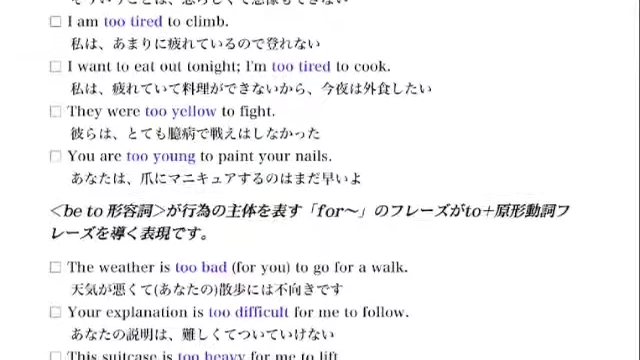 ☐ I am too tired to climb.
私は、あまりに疲れているので登れない
☐ I want to eat out tonight; I'm too tired to cook.
私は、疲れていて料理ができないから、今夜は外食したい
☐ They were too yellow to fight.
彼らは、とても臆病で戦えはしなかった
☐ You are too young to paint your nails.
あなたは、爪にマニキュアするのはまだ早いよ
＜be to 形容詞＞が行為の主体を表す「for〜」のフレーズがto＋原形動詞フ
レーズを導く表現です。
☐ The weather is too bad (for you) to go for a walk.
天気が悪くて(あなたの)散歩には不向きです
☐ Your explanation is too difficult for me to follow.
あなたの説明は、難しくてついていけない
☐ This suitcase is too heavy for me to lift.